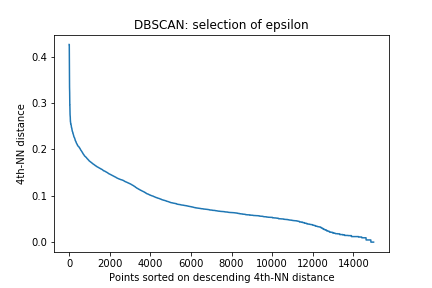 DBSCAN: selection of epsilon
4th-NN distance
0.4
0.3
0.2
0.1
0.0
0 2000 4000 6000 8000 10000 12000 14000
Points sorted on descending 4th-NN distance